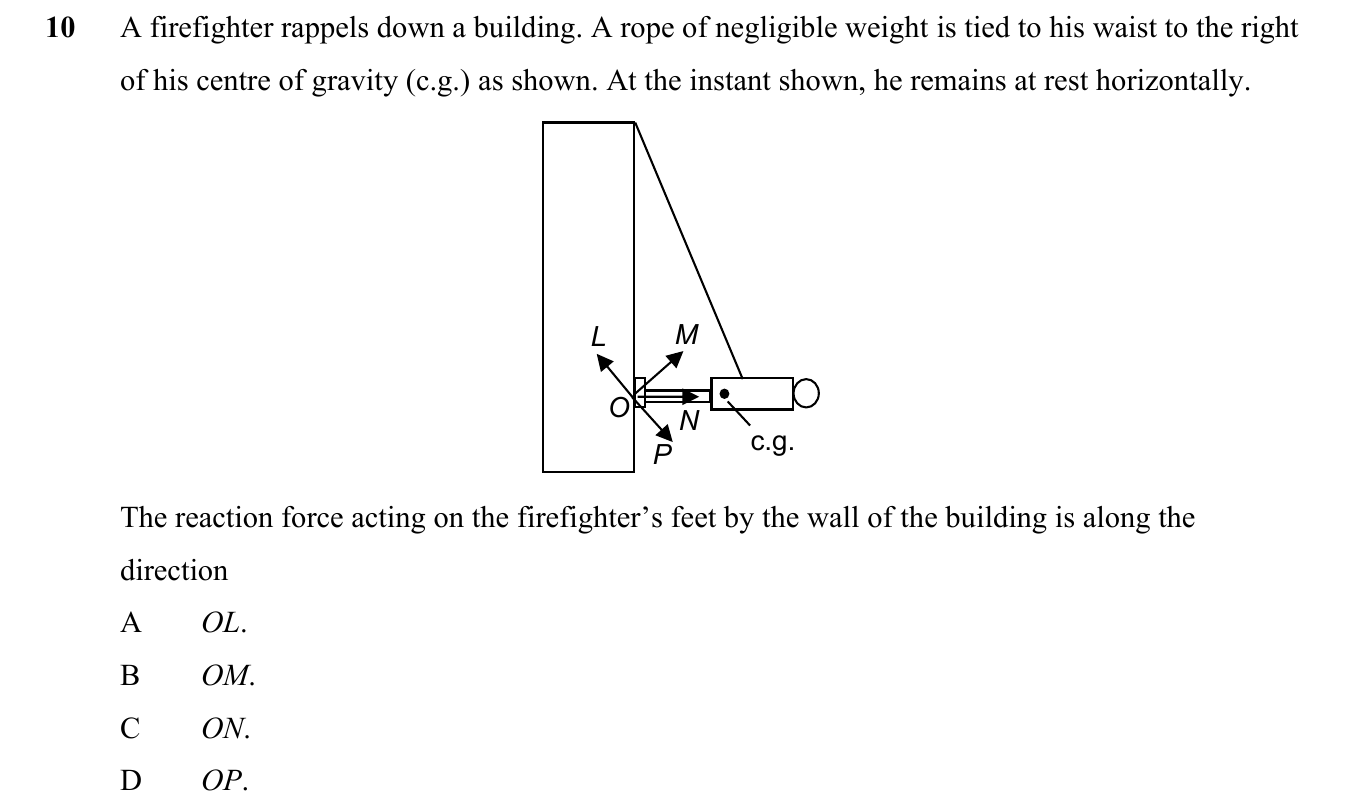 10 A firefighter rappels down a building. A rope of negligible weight is tied to his waist to the right
of his centre of gravity (c.g.) as shown. At the instant shown, he remains at rest horizontally.
L M
O N
P c.g.
The reaction force acting on the firefighter’s feet by the wall of the building is along the
direction
A OL.
B OM.
C ON.
D OP.